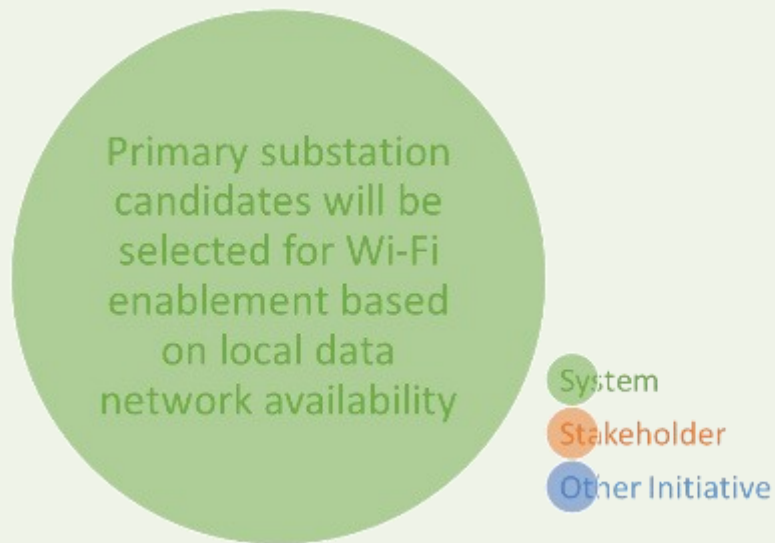 Primary substation
candidates will be
selected for Wi-Fi
enablement based
on local data
network availability
System
Stakeholder
Other Initiative